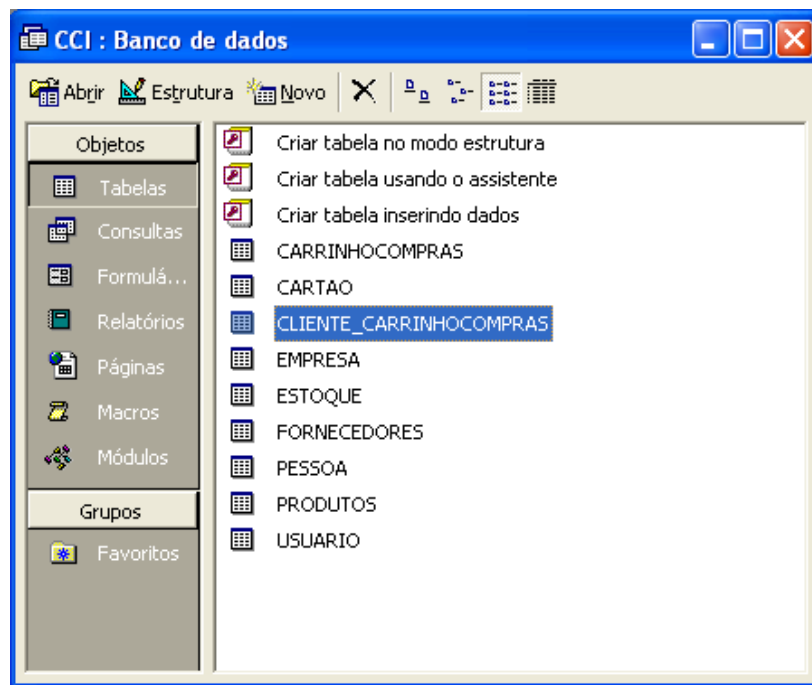 CCI : Banco de dados
Abrir Estrutura Novo
Objetos
Tabelas
Consultas
Formulá...
Relatórios
Páginas
Macros
Módulos
Grupos
Favoritos
Criar tabela no modo estrutura
Criar tabela usando o assistente
Criar tabela inserindo dados
CARRINHOCOMPRAS
CARTAO
CLIENTE_CARRINHOCOMPRAS
EMPRESA
ESTOQUE
FORNECEDORES
PESSOA
PRODUTOS
USUARIO